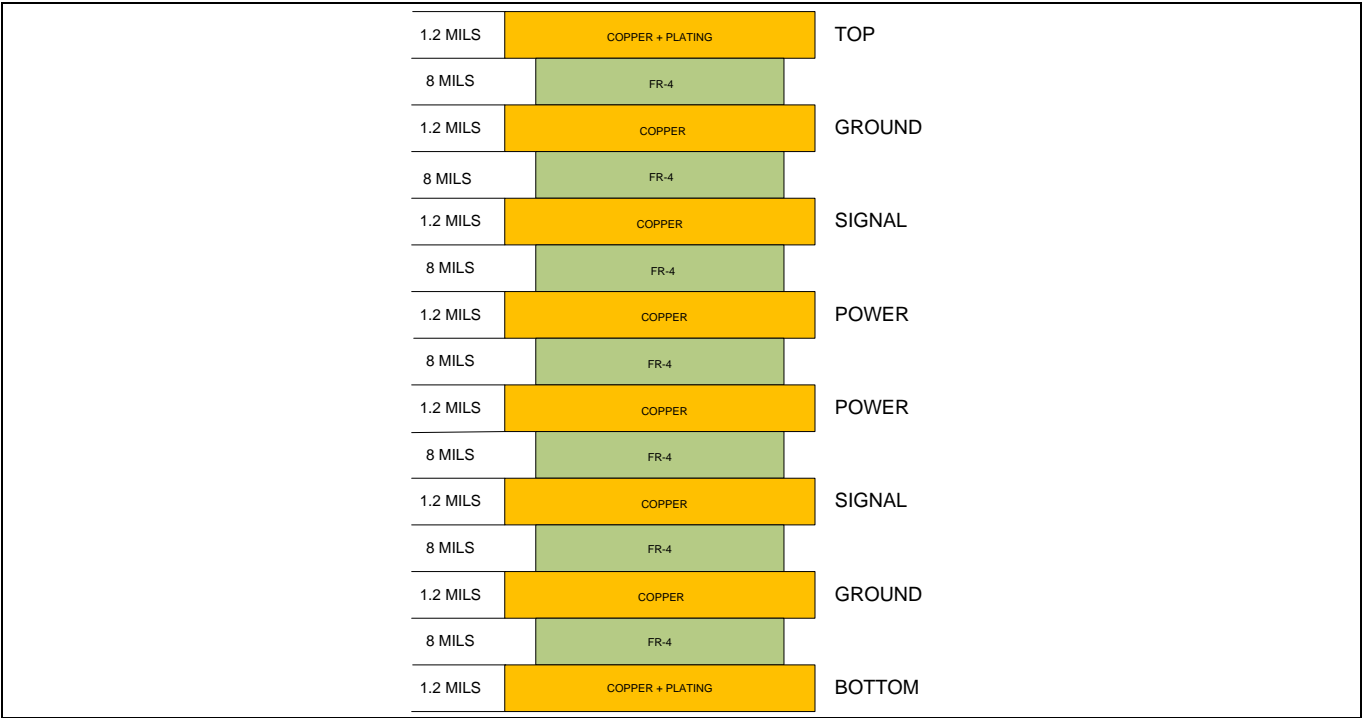 1.2 MILS COPPER + PLATING TOP
8 MILS FR-4
1.2 MILS COPPER GROUND
8 MILS FR-4
1.2 MILS COPPER SIGNAL
8 MILS FR-4
1.2 MILS COPPER POWER
8 MILS FR-4
1.2 MILS COPPER POWER
8 MILS FR-4
1.2 MILS COPPER SIGNAL
8 MILS FR-4
1.2 MILS COPPER GROUND
8 MILS FR-4
1.2 MILS COPPER + PLATING BOTTOM